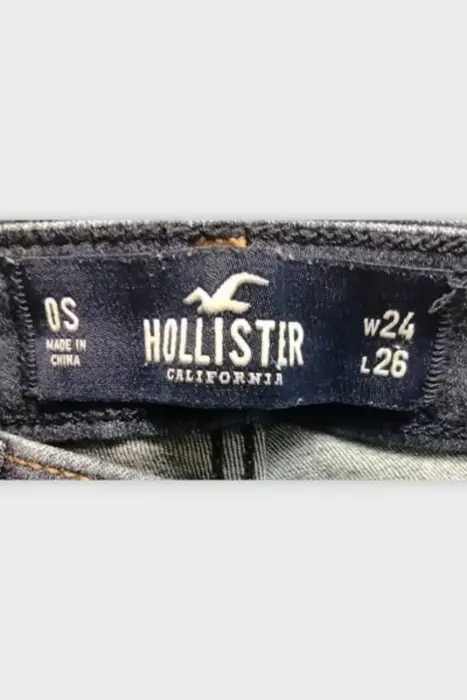 0S
MADE IN
CHINA
HOLLISTER
CALIFORNIA
W24
L26